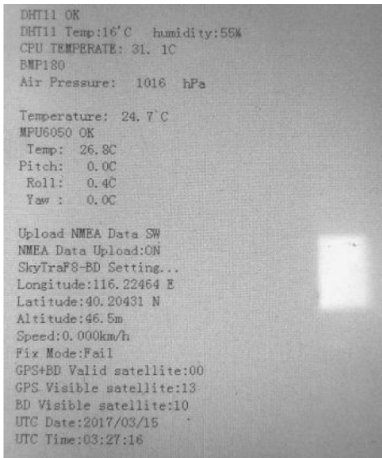 DHT11 OK
DHT11 Temp:16°C humidity:55%
CPU TEMPERATE: 31. 1C
BMP180
Air Pressure: 1016 hPa
Temperature: 24. 7`C
MPU6050 OK
Temp: 26. 8C
Pitch: 0. 0C
Roll: 0. 4C
Yaw : 0. 0C
Upload NMEA Data SW
NMEA Data Upload:ON
SkyTraF8-BD Setting...
Longitude:116. 22464 E
Latitude:40. 20431 N
Altitude:46. 5m
Speed:0. 000km/h
Fix Mode:Fail
GPS+BD Valid satellite:00
GPS Visible satellite:13
BD Visible satellite:10
UTC Date:2017/03/15
UTC Time:03:27:16